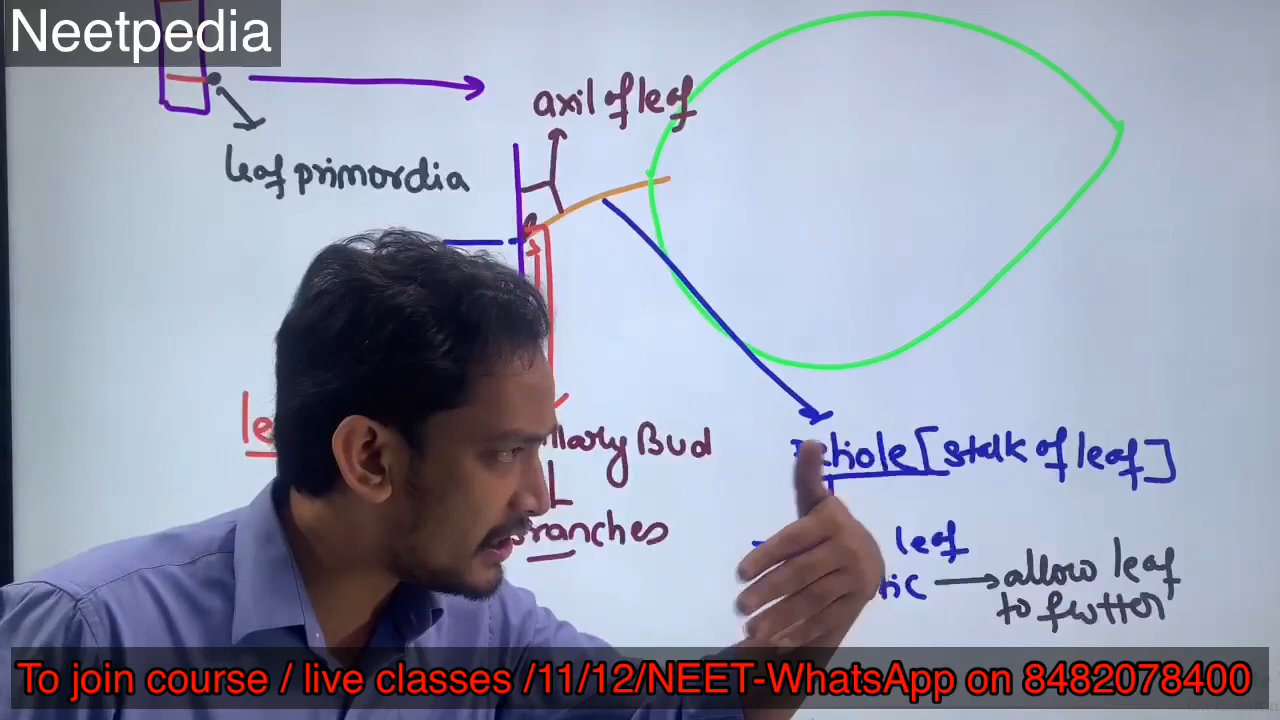 Neetpedia
axil of leaf
leaf primordia
Bud
[stalk of leaf]
leaf
allow leaf
to flutter
To join course / live classes /11/12/NEET-WhatsApp on 8482078400